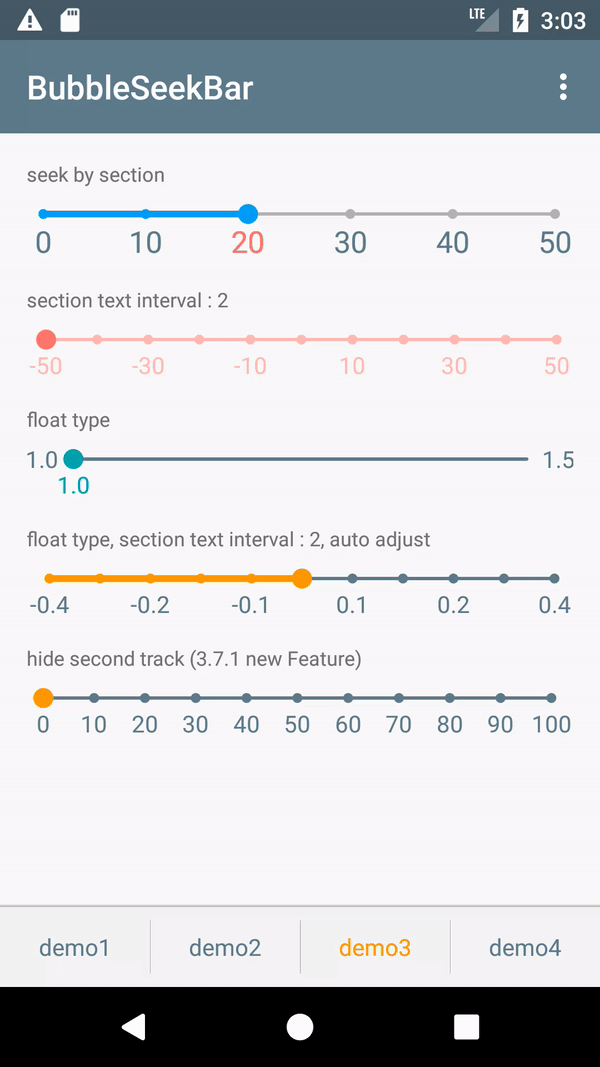 LTE 3:03
BubbleSeekBar
seek by section
0 10 20 30 40 50
section text interval : 2
-50 -30 -10 10 30 50
float type
1.0 1.5
1.0
float type, section text interval : 2, auto adjust
-0.4 -0.2 -0.1 0.1 0.2 0.4
hide second track (3.7.1 new Feature)
0 10 20 30 40 50 60 70 80 90 100
demo1 demo2 demo3 demo4